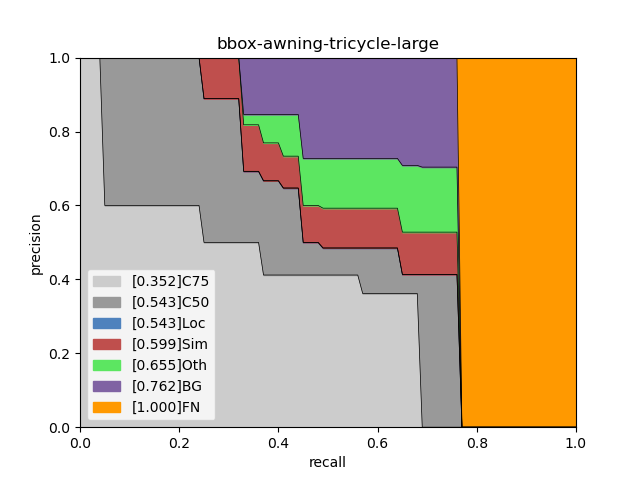 bbox-awning-tricycle-large
1.0
0.8
0.6
0.4
0.2
0.0
precision
[0.352]C75
[0.543]C50
[0.543]Loc
[0.599]Sim
[0.655]Oth
[0.762]BG
[1.000]FN
0.0 0.2 0.4 0.6 0.8 1.0
recall